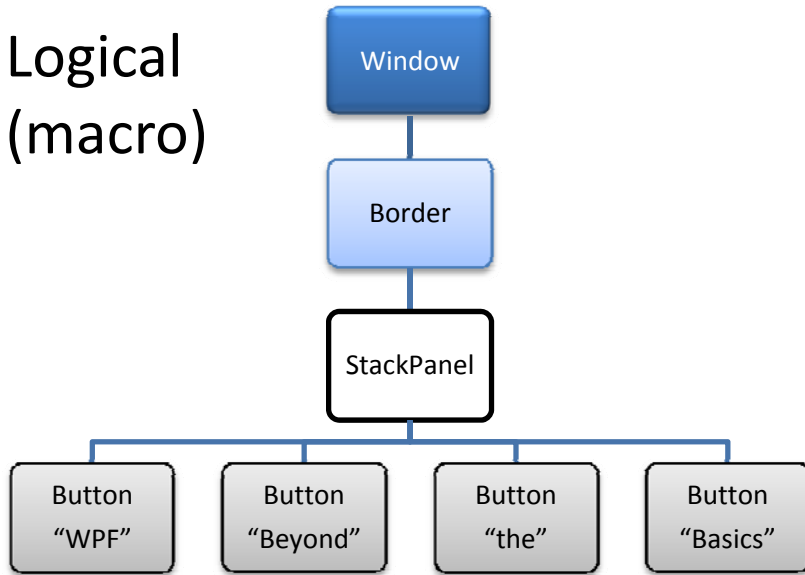 Logical
(macro)
Window
Border
StackPanel
Button
“WPF”
Button
“Beyond”
Button
“the”
Button
“Basics”